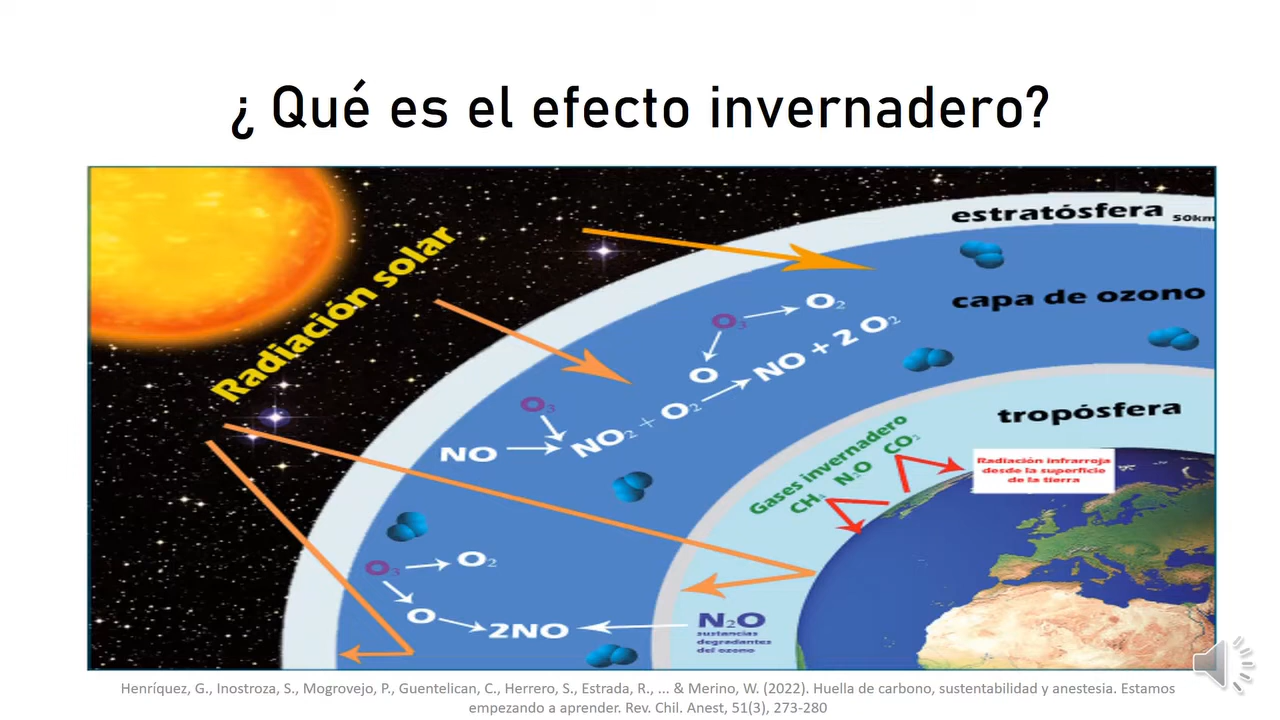 ¿ Qué es el efecto invernadero?
Radiación solar
estratósfera 50km
capa de ozono
O₃ → O₂
O
NO → NO₂ + O₂ → NO + 2 O₂
O₃
tropósfera
Gases invernadero
CH₄ N₂O CO₂
Radiación infrarroja
desde la superficie
de la tierra
O₃ → O₂
O → 2NO
N₂O
sustancias
degradantes
del ozono
Henríquez, G., Inostroza, S., Mogrovejo, P., Guentelican, C., Herrero, S., Estrada, R., ... & Merino, W. (2022). Huella de carbono, sustentabilidad y anestesia. Estamos
empezando a aprender. Rev. Chil. Anest, 51(3), 273-280